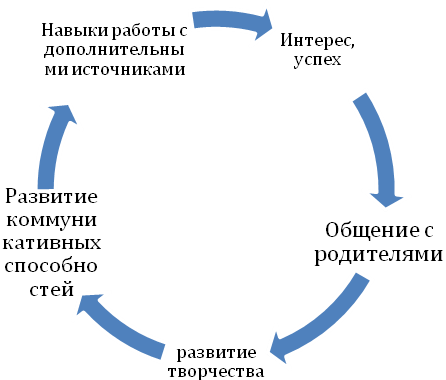 Навыки работы с
дополнительны
ми источниками
Интерес,
успех
Общение с
родителями
развитие
творчества
Развитие
коммуни
кативных
способно
стей